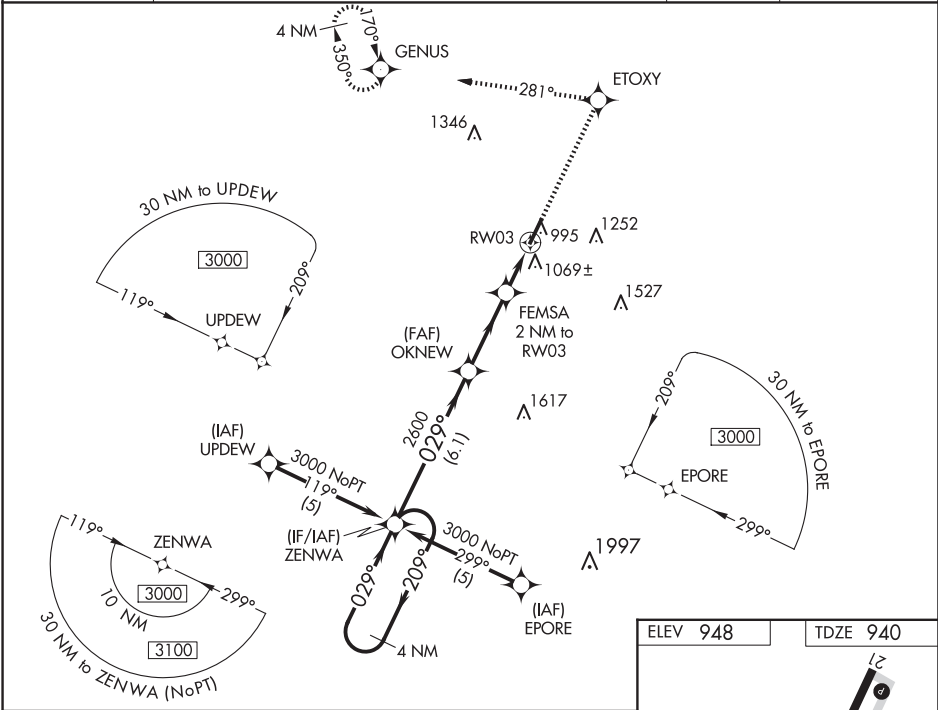 4 NM
170°
350°
GENUS
281°
ETOXY
1346
30 NM to UPDEW
3000
209°
119°
UPDEW
RW03
995
1252
1069±
1527
FEMSA
2 NM to
RW03
(FAF)
OKNEW
1617
30 NM to EPORE
209°
3000
EPORE
299°
2600
029°
(6.1)
(IAF)
UPDEW
3000 NoPT
119°
(5)
(IF/IAF)
ZENWA
3000 NoPT
299°
(5)
1997
(IAF)
EPORE
029°
209°
4 NM
119°
ZENWA
3000
10 NM
299°
3100
30 NM to ZENWA (NoPT)
ELEV 948
TDZE 940
21
P